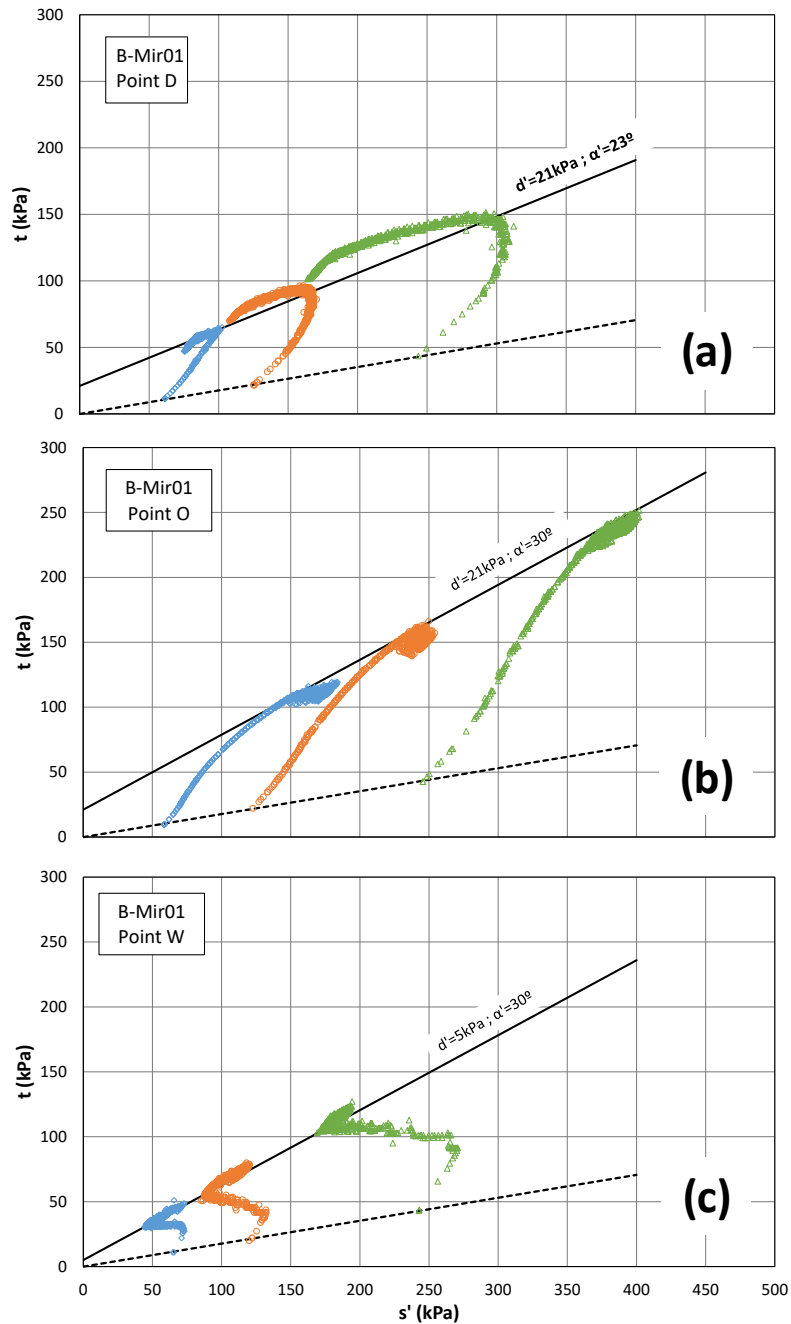 300
250
200
150
100
50
0
t (kPa)
B-Mir01
Point D
d'=21kPa ; α'=23º
(a)
300
250
200
150
100
50
0
t (kPa)
B-Mir01
Point O
d'=21kPa ; α'=30º
(b)
300
250
200
150
100
50
0
t (kPa)
B-Mir01
Point W
d'=5kPa ; α'=30º
(c)
0 50 100 150 200 250 300 350 400 450 500
s' (kPa)